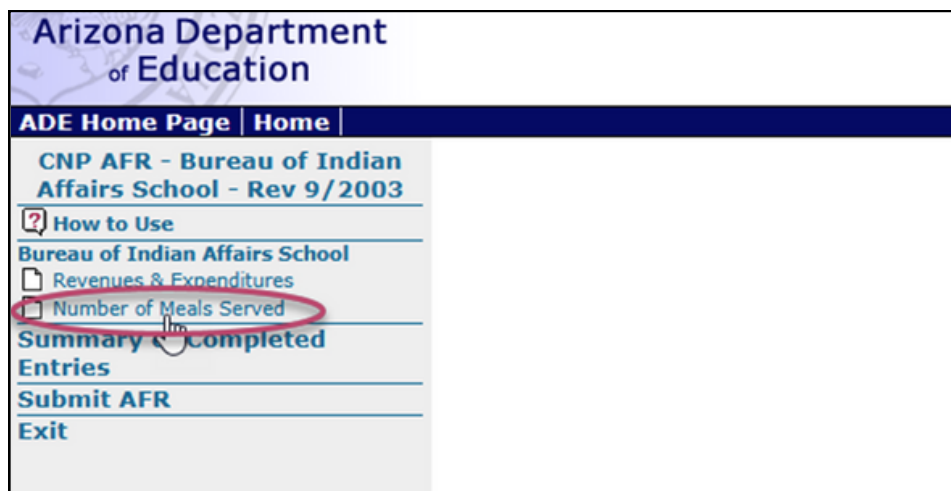 Arizona Department
of Education
ADE Home Page | Home |
CNP AFR - Bureau of Indian
Affairs School - Rev 9/2003
How to Use
Bureau of Indian Affairs School
Revenues & Expenditures
Number of Meals Served
Summary Completed
Entries
Submit AFR
Exit